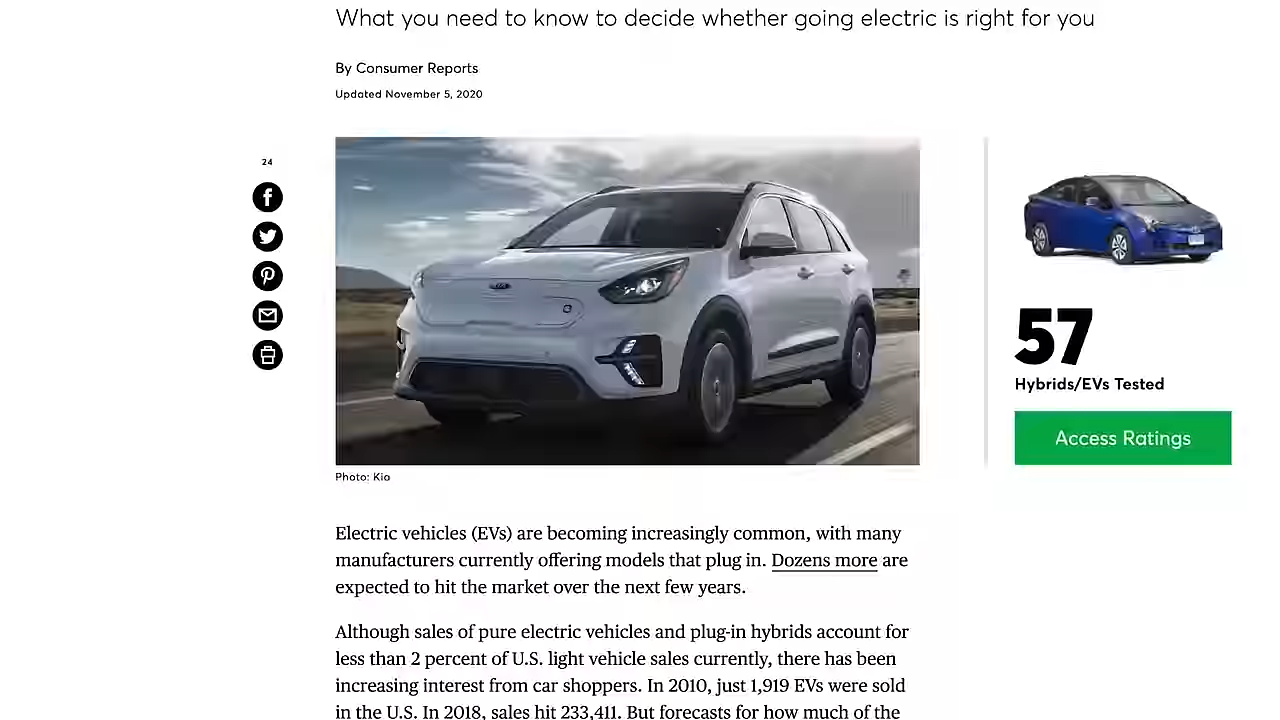 What you need to know to decide whether going electric is right for you
By Consumer Reports
Updated November 5, 2020
24
KIA
57
Hybrids/EVs Tested
Access Ratings
Photo: Kia
Electric vehicles (EVs) are becoming increasingly common, with many
manufacturers currently offering models that plug in. Dozens more are
expected to hit the market over the next few years.
Although sales of pure electric vehicles and plug-in hybrids account for
less than 2 percent of U.S. light vehicle sales currently, there has been
increasing interest from car shoppers. In 2010, just 1,919 EVs were sold
in the U.S. In 2018, sales hit 233,411. But forecasts for how much of the